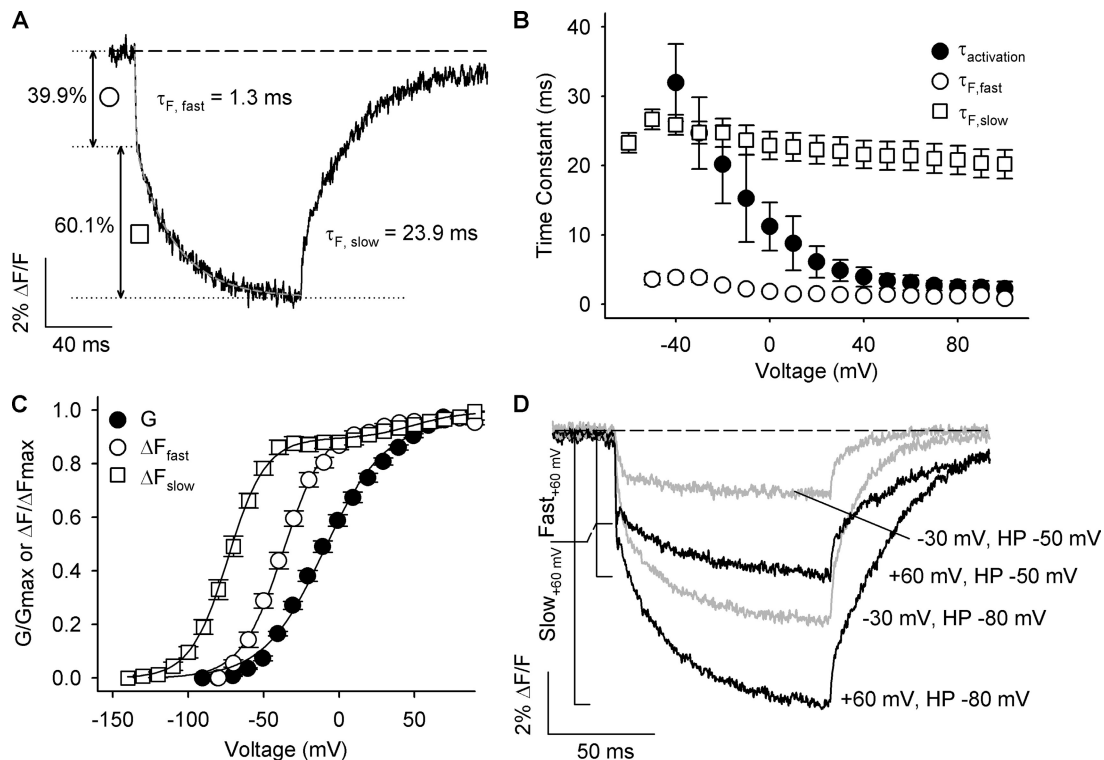 A
39.9%
τF, fast = 1.3 ms
60.1%
τF, slow = 23.9 ms
2% ΔF/F
40 ms
B
Time Constant (ms)
40
30
20
10
0
-40 0 40 80
Voltage (mV)
τactivation
τF,fast
τF,slow
C
G/Gmax or ΔF/ΔFmax
1.0
0.8
0.6
0.4
0.2
0.0
-150 -100 -50 0 50
Voltage (mV)
G
ΔFfast
ΔFslow
D
Fast+60 mV
Slow+60 mV
-30 mV, HP -50 mV
+60 mV, HP -50 mV
-30 mV, HP -80 mV
+60 mV, HP -80 mV
2% ΔF/F
50 ms